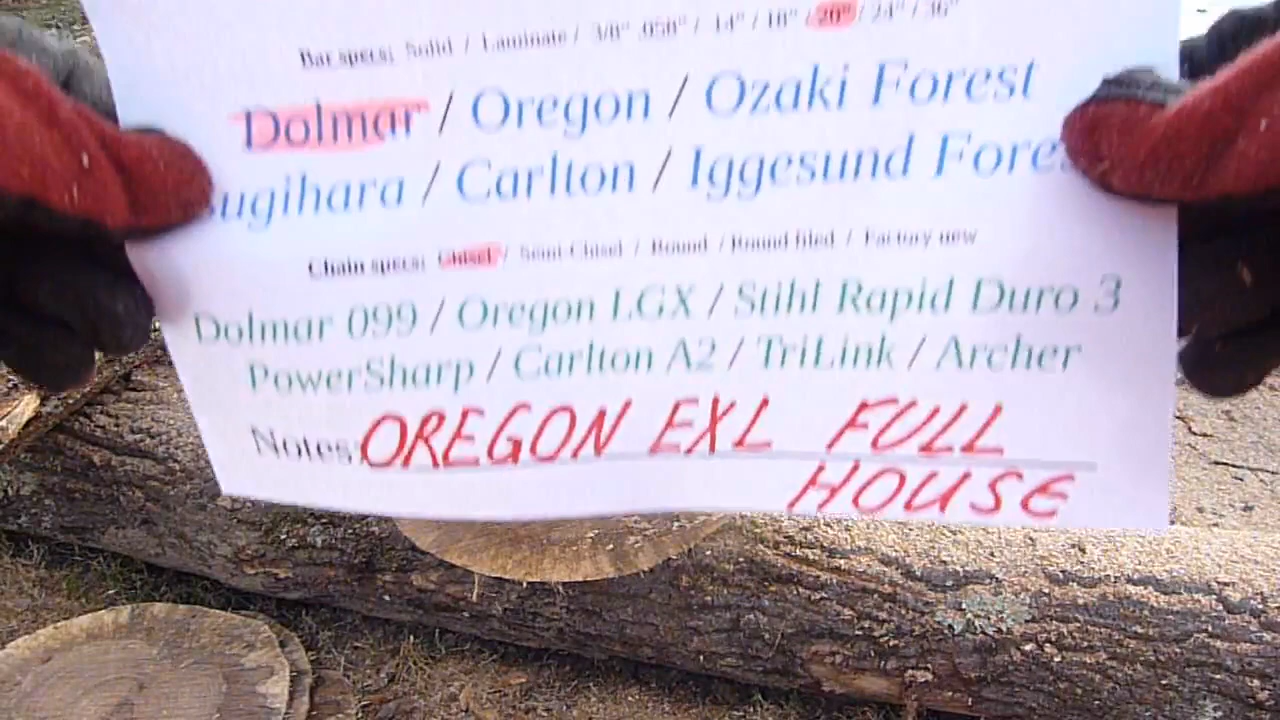 Bar specs: Solid / Laminate / 3/8" .050" / 14" / 18" / 20" / 24" / 36"
Dolmar / Oregon / Ozaki Forest
ugihara / Carlton / Iggesund Fore
Chain specs: Chisel / Semi-Chisel / Round / Round filed / Factory new
Dolmar 099 / Oregon LGX / Stihl Rapid Duro 3
PowerSharp / Carlton A2 / TriLink / Archer
Notes: OREGON EXL FULL
HOUSE